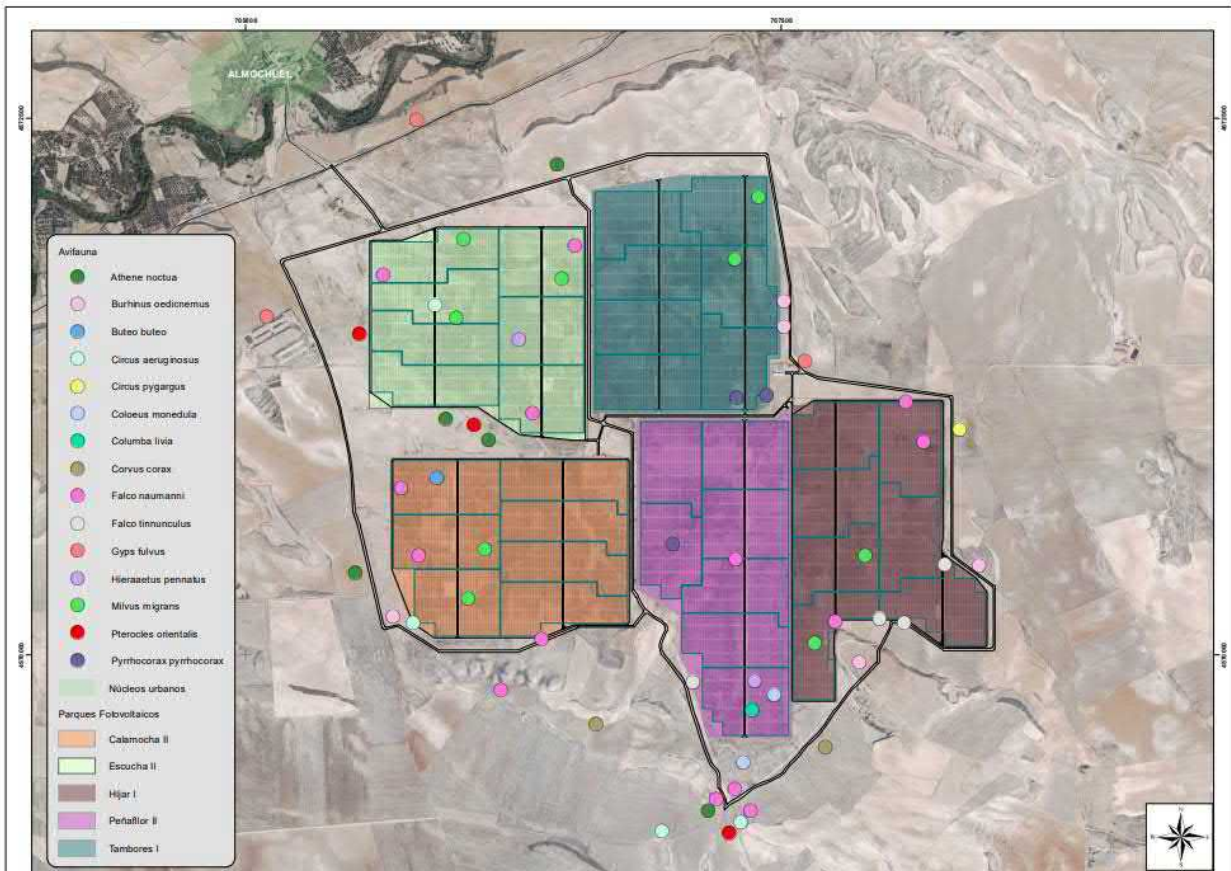 ALMOCHUEL
Avifauna
Athene noctua
Burhinus oedicnemus
Buteo buteo
Circus aeruginosus
Circus pygargus
Coloeus monedula
Columba livia
Corvus corax
Falco naumanni
Falco tinnunculus
Gyps fulvus
Hieraaetus pennatus
Milvus migrans
Pterocles orientalis
Pyrrhocorax pyrrhocorax
Núcleos urbanos
Parques Fotovoltaicos
Calamocha II
Escucha II
Híjar I
Peñaflor II
Tambores I
N
E
S